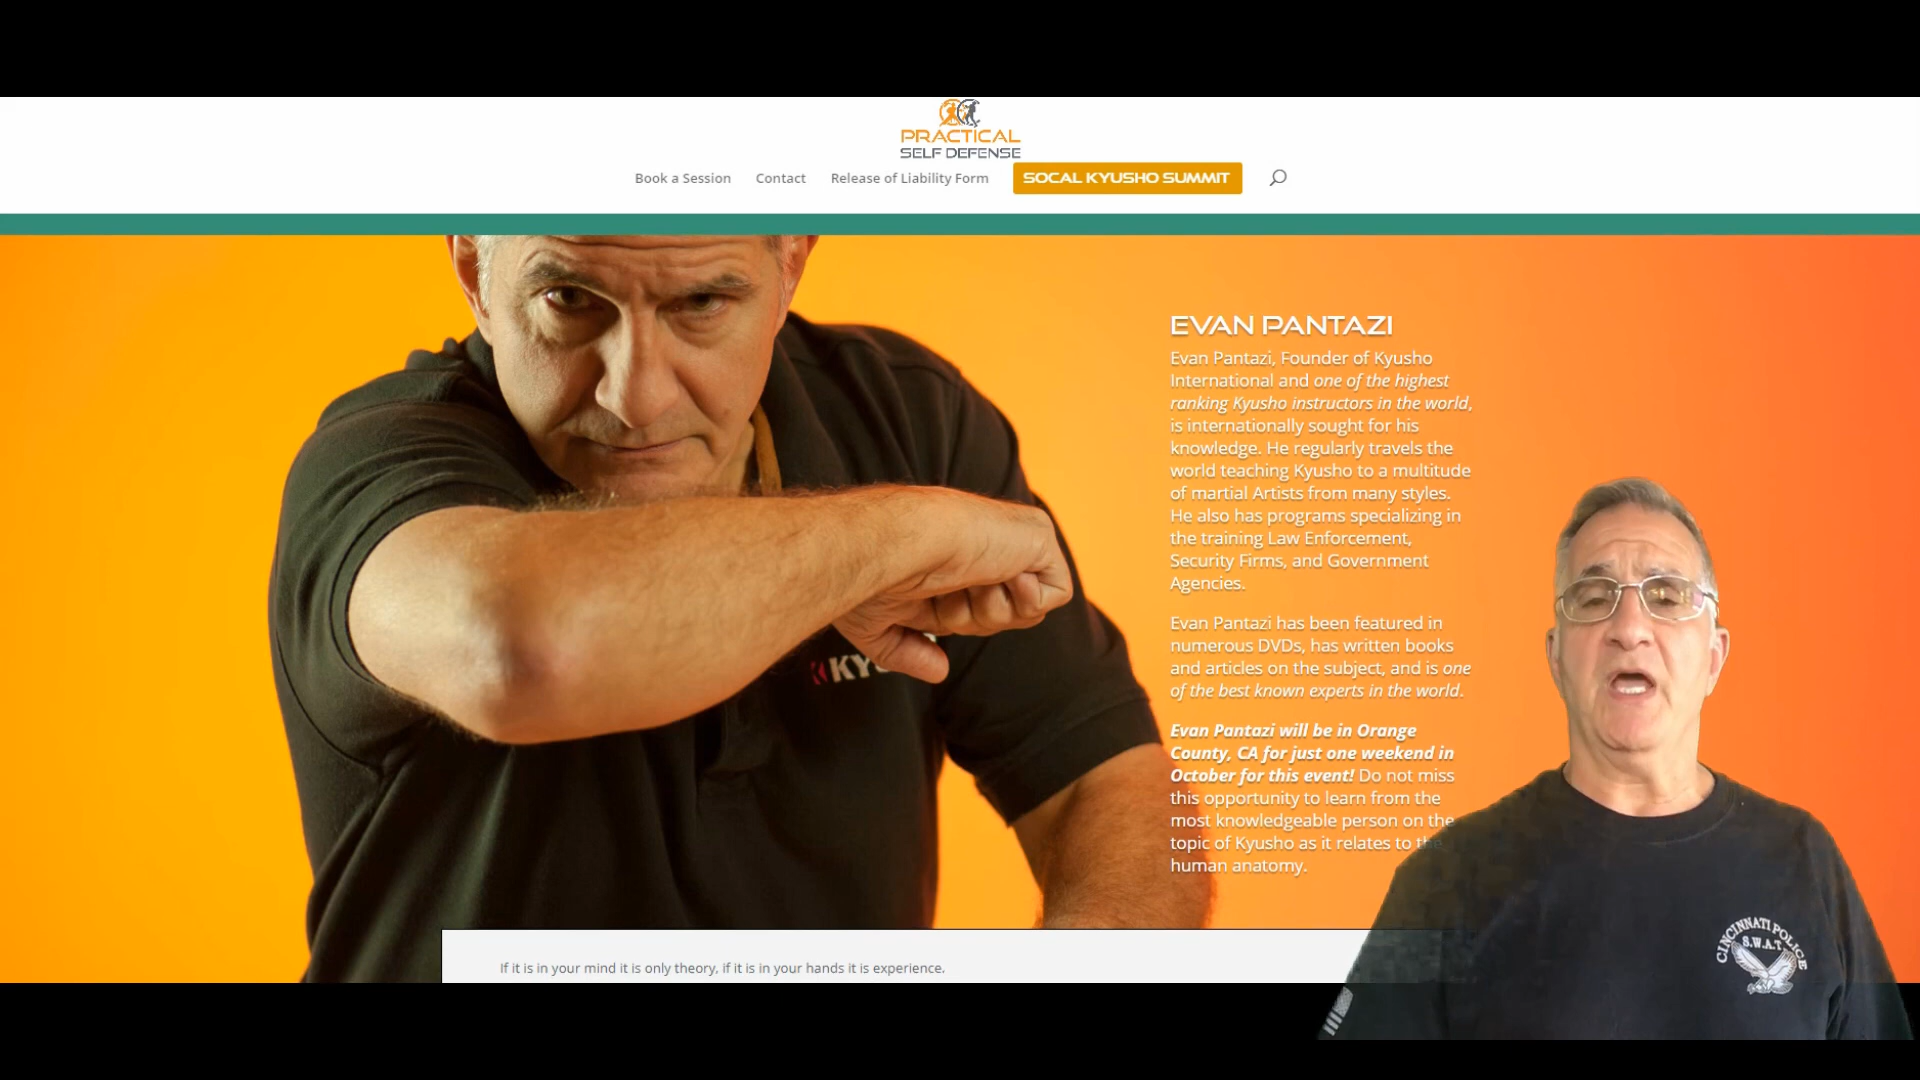 PRACTICAL
SELF DEFENSE
Book a Session
Contact
Release of Liability Form
SOCAL KYUSHO SUMMIT
EVAN PANTAZI
Evan Pantazi, Founder of Kyusho
International and one of the highest
ranking Kyusho instructors in the world,
is internationally sought for his
knowledge. He regularly travels the
world teaching Kyusho to a multitude
of martial Artists from many styles.
He also has programs specializing in
the training Law Enforcement,
Security Firms, and Government
Agencies.
Evan Pantazi has been featured in
numerous DVDs, has written books
and articles on the subject, and is one
of the best known experts in the world.
Evan Pantazi will be in Orange
County, CA for just one weekend in
October for this event! Do not miss
this opportunity to learn from the
most knowledgeable person on the
topic of Kyusho as it relates to the
human anatomy.
KYU
If it is in your mind it is only theory, if it is in your hands it is experience.
CINCINNATI POLICE
S.W.A.T.